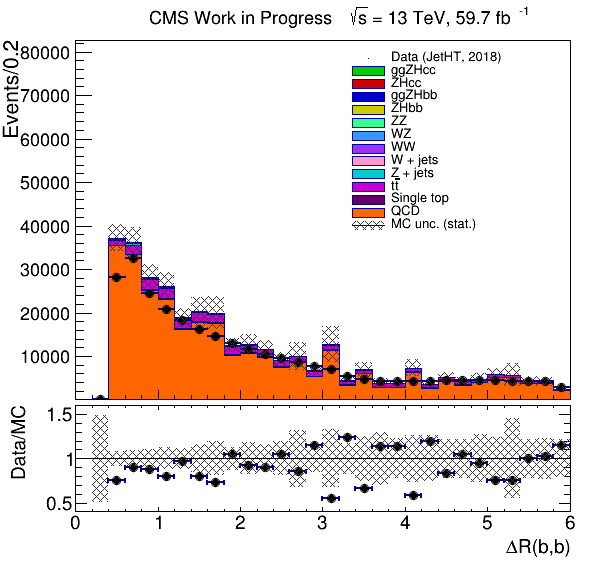 CMS Work in Progress √s = 13 TeV, 59.7 fb -1
Events/0.2
80000
70000
60000
50000
40000
30000
20000
10000
Data (JetHT, 2018)
ggZHcc
ZHcc
ggZHbb
ZHbb
ZZ
WZ
WW
W + jets
Z + jets
tt̄
Single top
QCD
MC unc. (stat.)
Data/MC
1.5
1
0.5
0 1 2 3 4 5 6
ΔR(b,b)